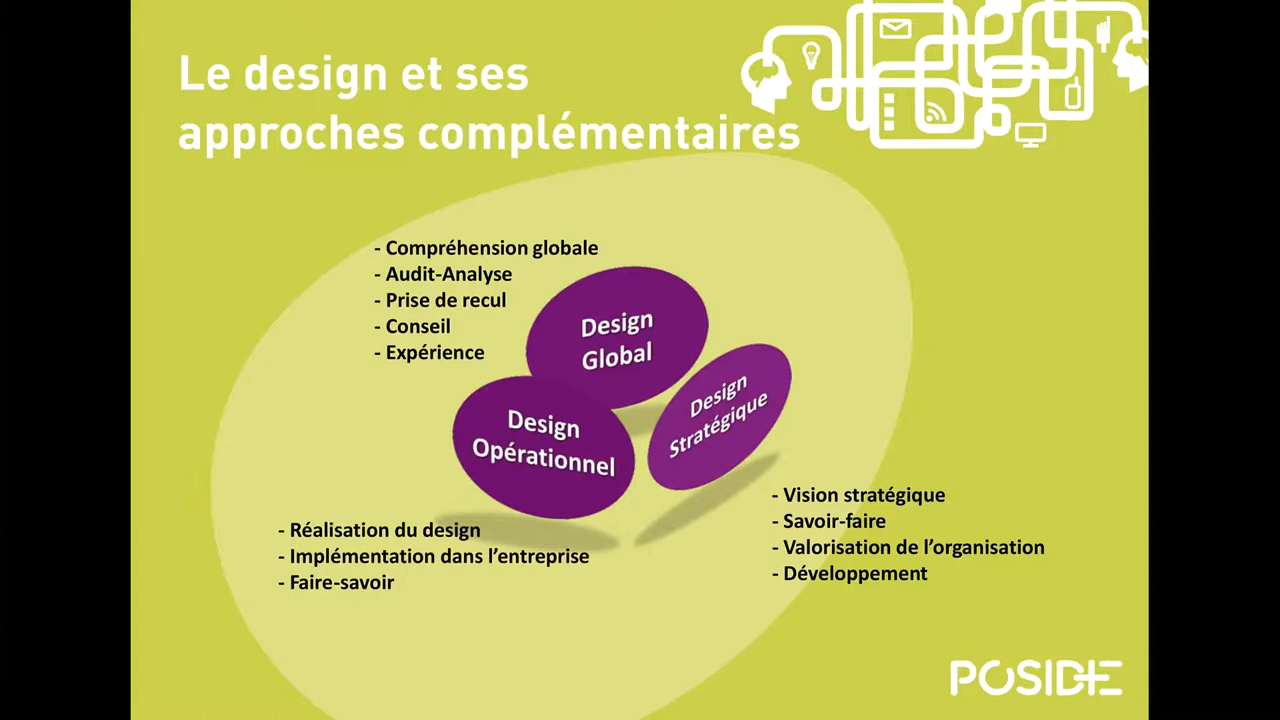 Le design et ses
approches complémentaires
- Compréhension globale
- Audit-Analyse
- Prise de recul
- Conseil
- Expérience
Design
Global
Design
Stratégique
Design
Opérationnel
- Vision stratégique
- Savoir-faire
- Valorisation de l’organisation
- Développement
- Réalisation du design
- Implémentation dans l’entreprise
- Faire-savoir
POSIDE